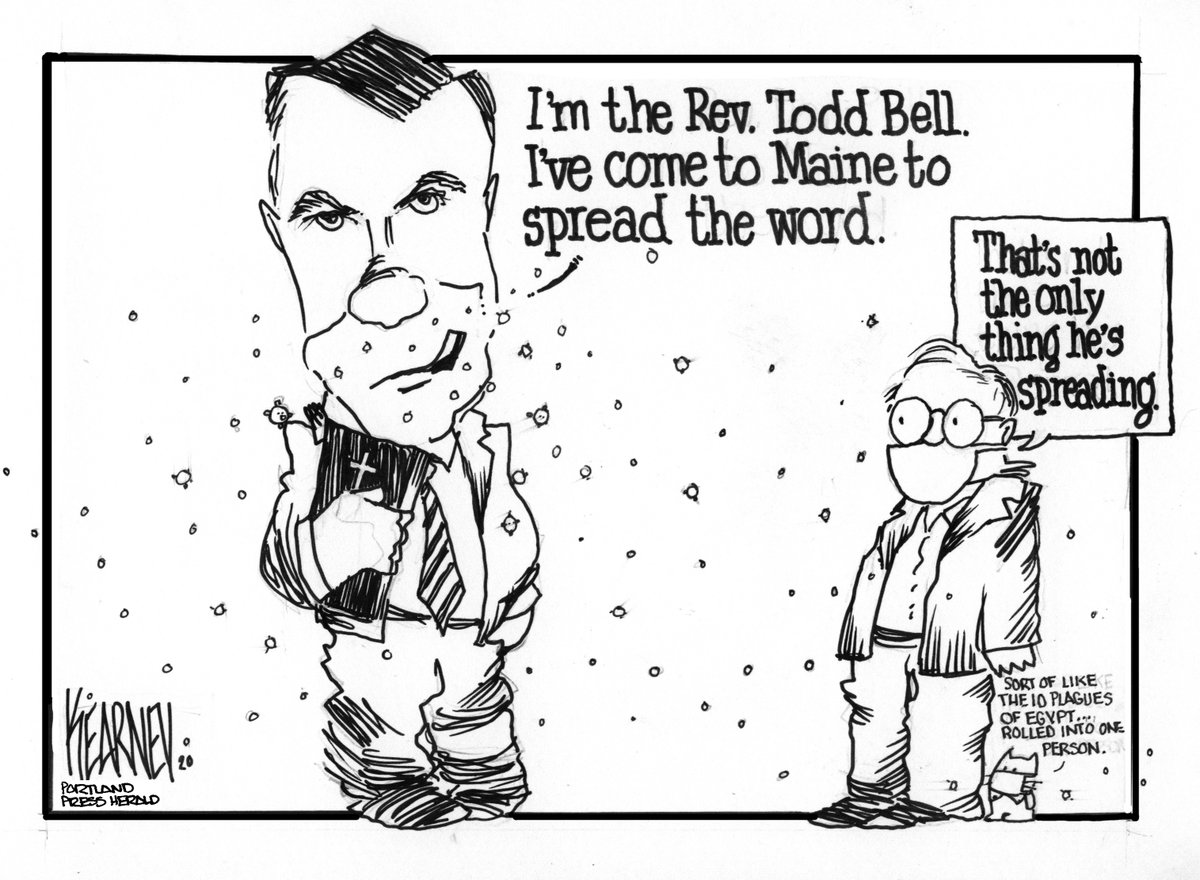 I'm the Rev. Todd Bell.
I've come to Maine to
spread the word.
That's not
the only
thing he's
spreading.
SORT OF LIKE
THE 10 PLAGUES
OF EGYPT...
ROLLED INTO ONE
PERSON.
KEARNEY
20
PORTLAND
PRESS HERALD